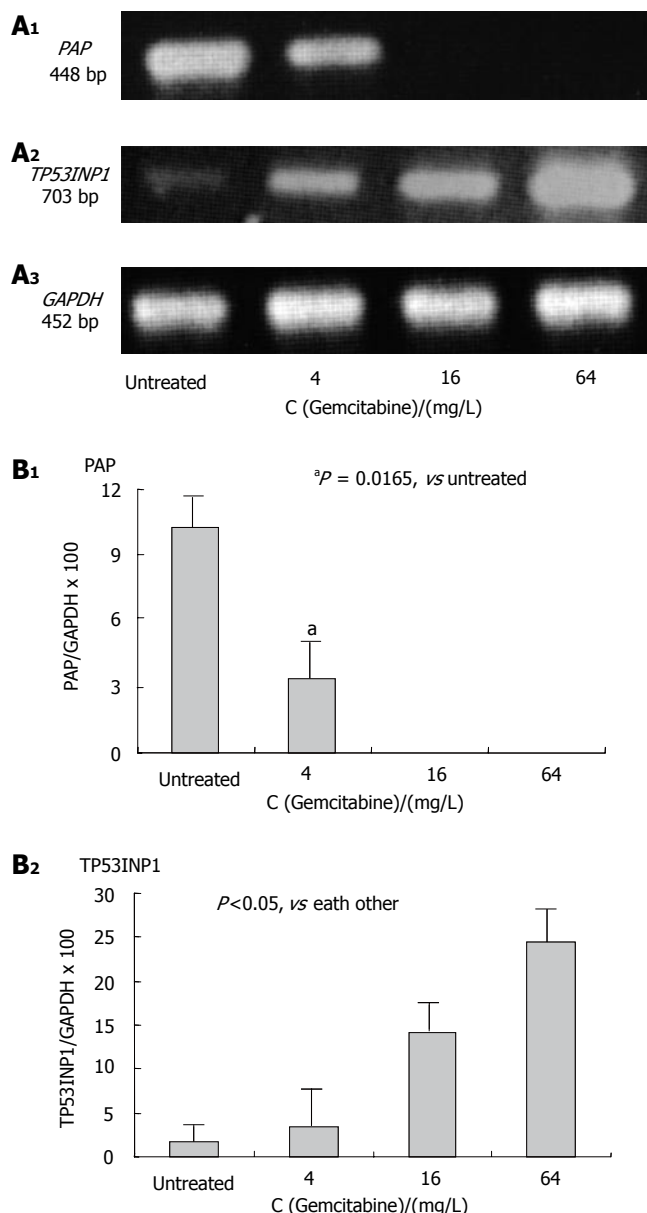 A1
PAP
448 bp
A2
TP53INP1
703 bp
A3
GAPDH
452 bp
Untreated 4 16 64
C (Gemcitabine)/(mg/L)
B1 PAP
aP = 0.0165, vs untreated
12
9
6
3
0
PAP/GAPDH x 100
a
Untreated 4 16 64
C (Gemcitabine)/(mg/L)
B2 TP53INP1
P<0.05, vs eath other
30
25
20
15
10
5
0
TP53INP1/GAPDH x 100
Untreated 4 16 64
C (Gemcitabine)/(mg/L)